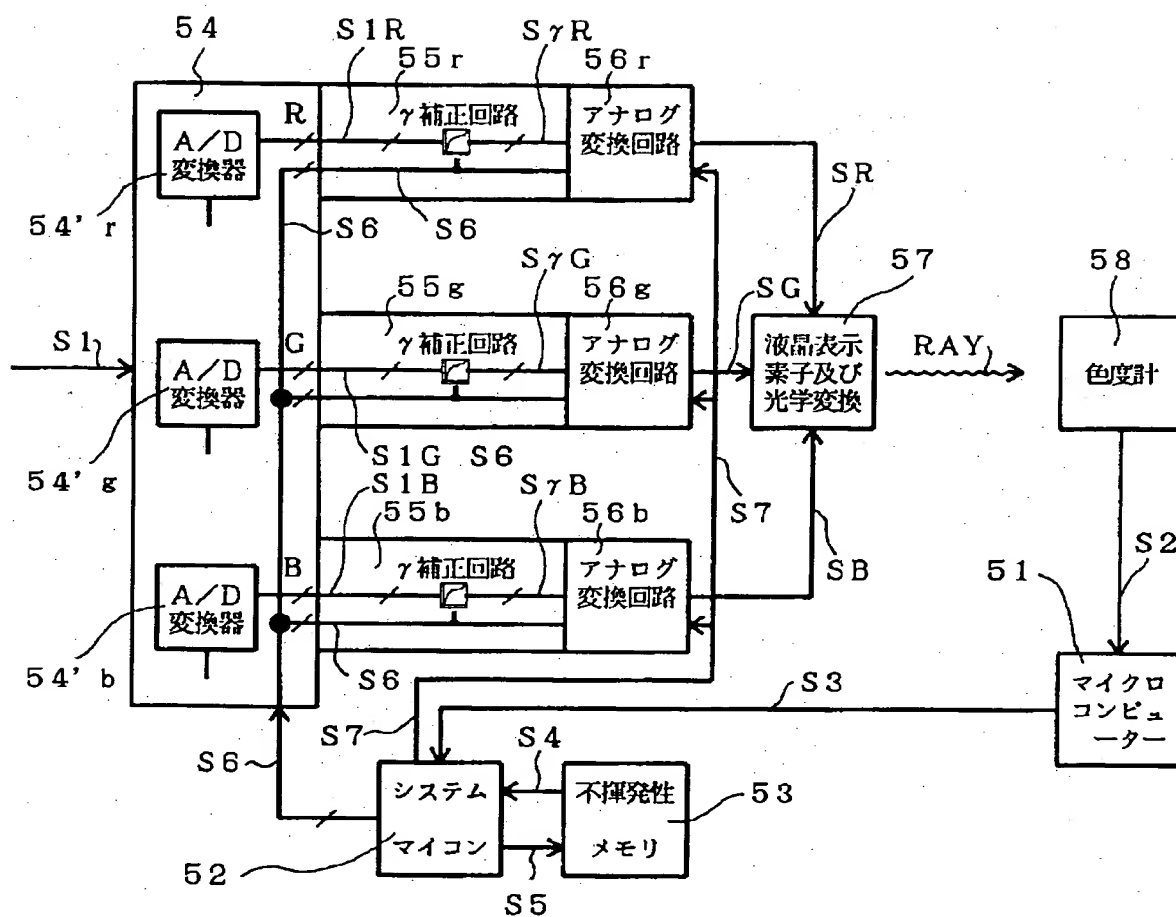 54
S1R
SγR
55r
56r
R
γ補正回路
アナログ
変換回路
A/D
変換器
54'r
S6
S6
SR
SγG
55g
56g
SG
57
58
S1
G
γ補正回路
アナログ
変換回路
A/D
変換器
液晶表示
素子及び
光学変換
RAY
色度計
54'g
S1G
S6
S1B
SγB
55b
56b
S7
SB
S2
51
B
γ補正回路
アナログ
変換回路
A/D
変換器
54'b
S6
S7
S3
マイクロ
コンピュ
ーター
S6
S4
システム
マイコン
不揮発性
メモリ
53
52
S5